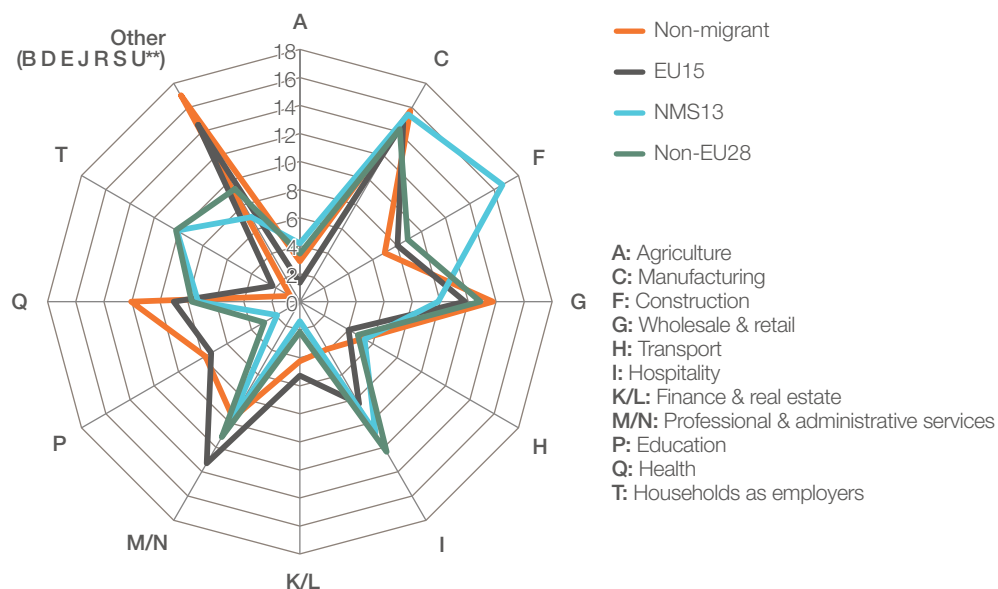 A
Other
(B D E J R S U**)
C
F
G
H
I
K/L
M/N
P
Q
T
18
16
14
12
10
8
6
4
2
0
Non-migrant
EU15
NMS13
Non-EU28
A: Agriculture
C: Manufacturing
F: Construction
G: Wholesale & retail
H: Transport
I: Hospitality
K/L: Finance & real estate
M/N: Professional & administrative services
P: Education
Q: Health
T: Households as employers